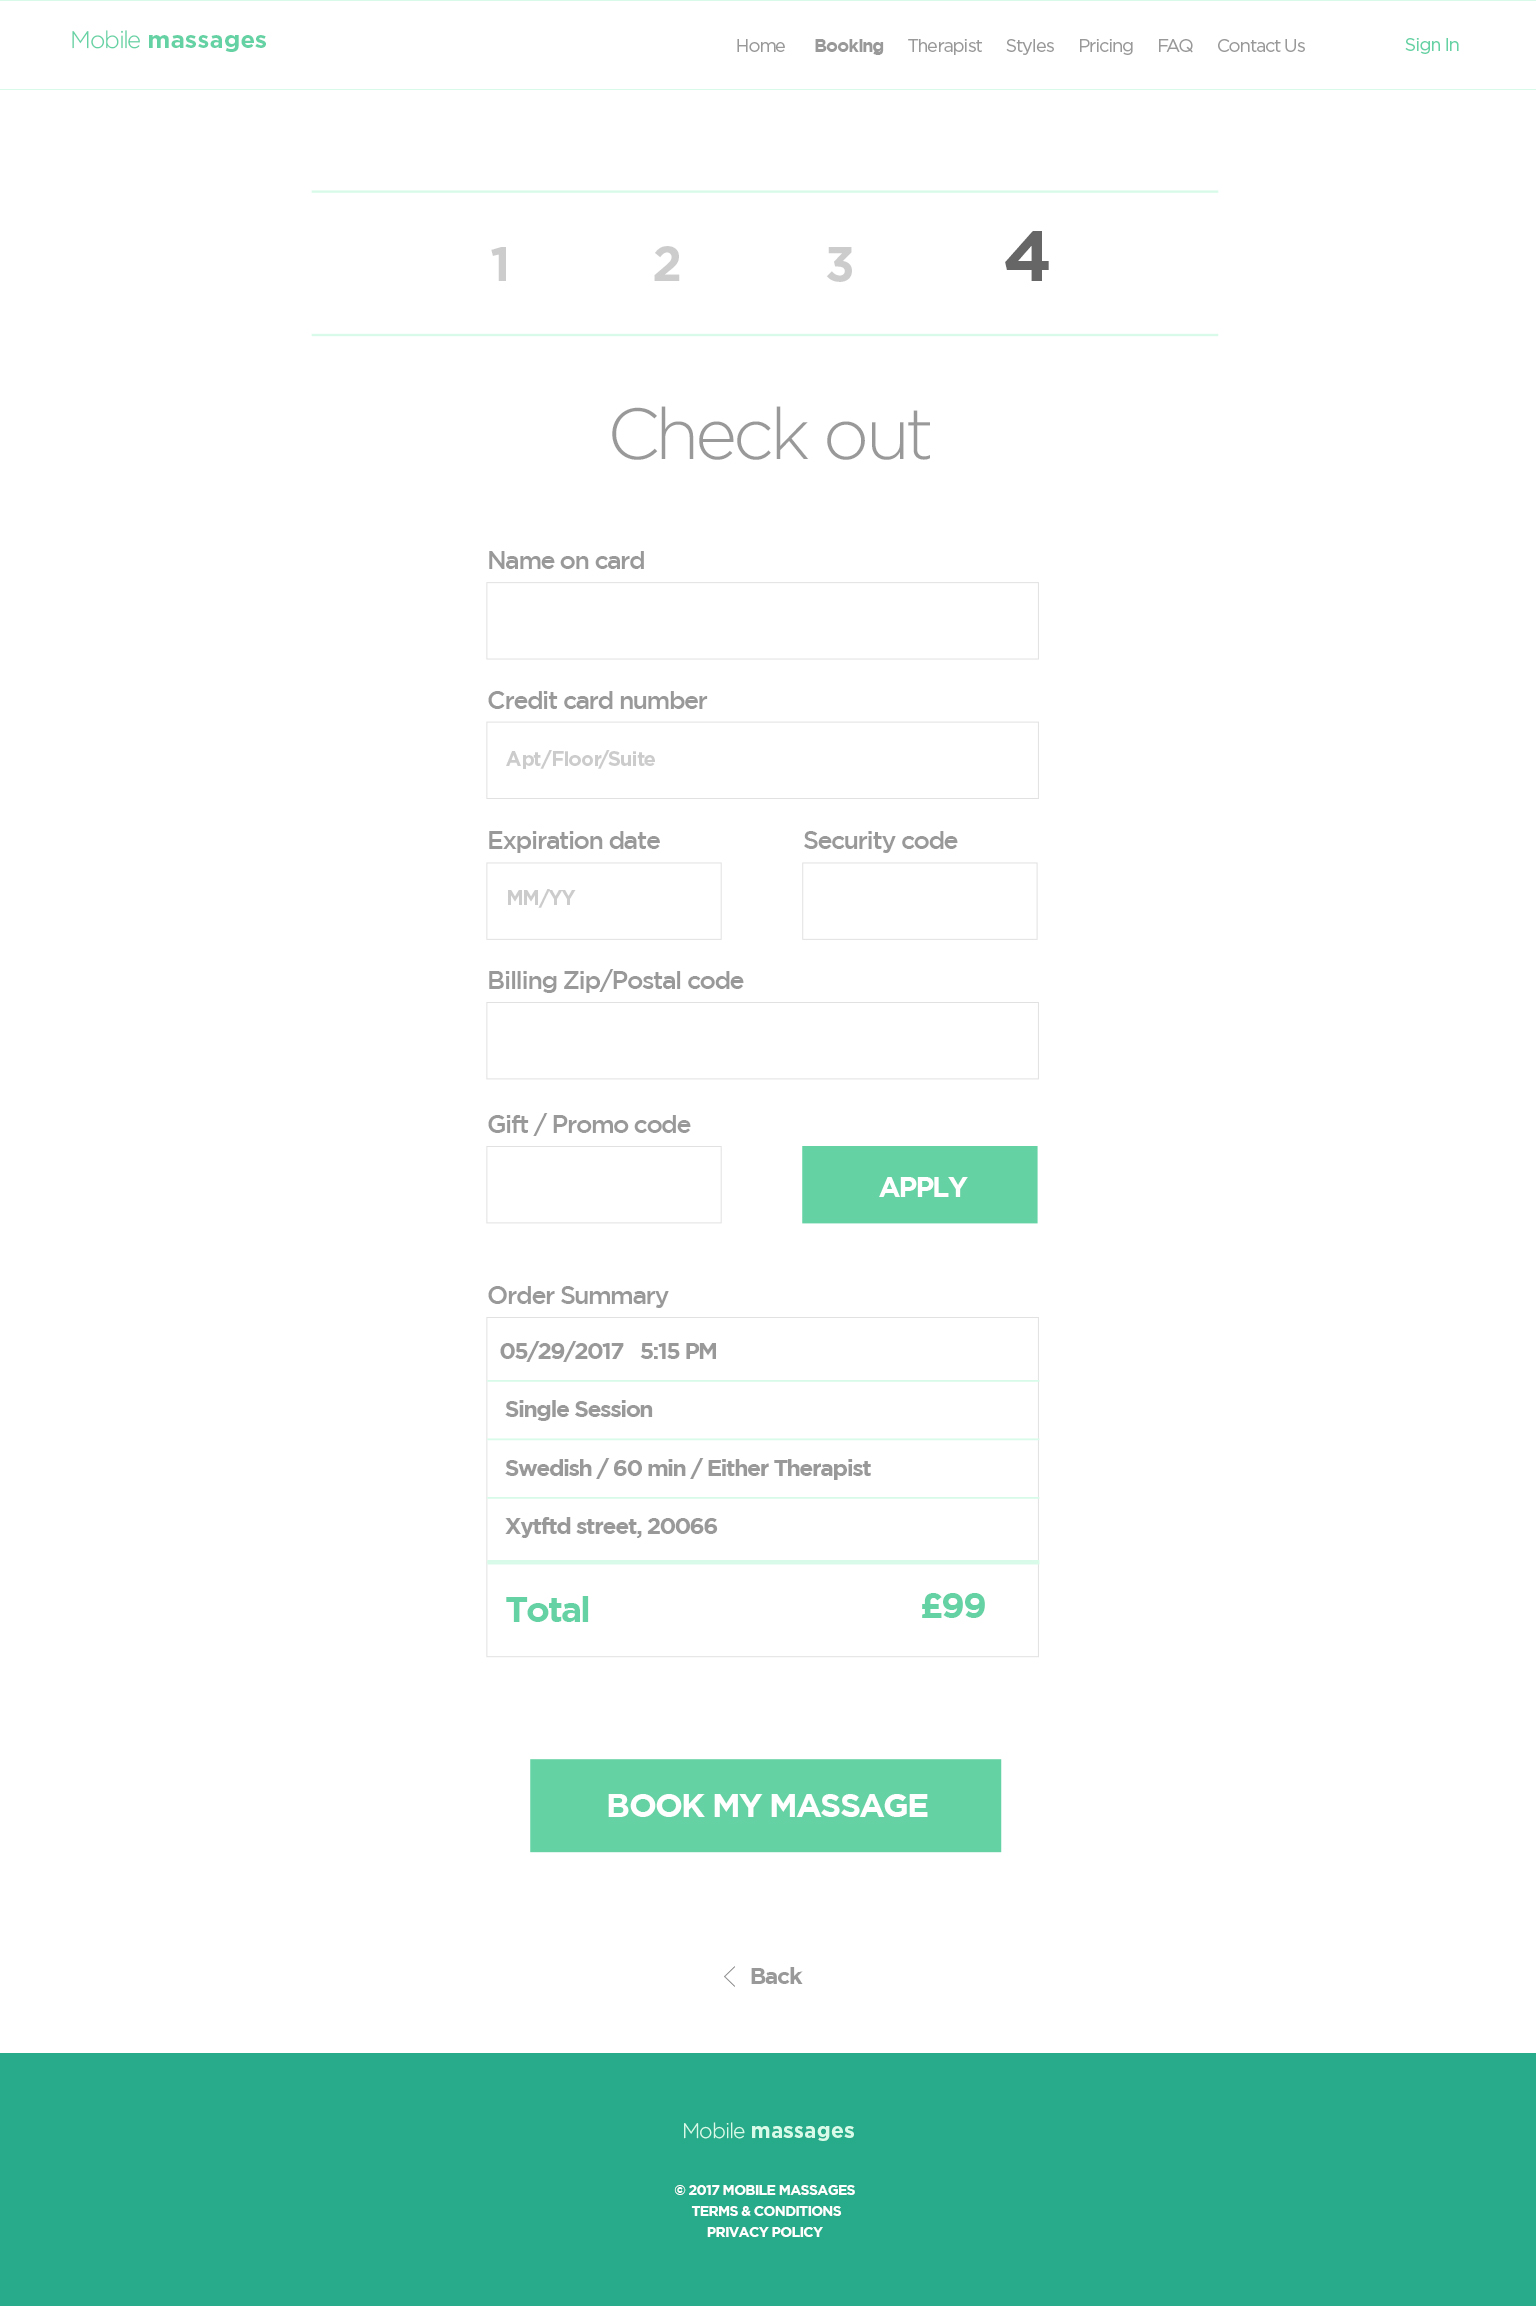 Mobile massages
Home Booking Therapist Styles Pricing FAQ Contact Us Sign In
1 2 3 4
Check out
Name on card
Credit card number
Apt/Floor/Suite
Expiration date Security code
MM/YY
Billing Zip/Postal code
Gift / Promo code
APPLY
Order Summary
05/29/2017 5:15 PM
Single Session
Swedish / 60 min / Either Therapist
Xytftd street, 20066
Total £99
BOOK MY MASSAGE
Back
Mobile massages
© 2017 MOBILE MASSAGES
TERMS & CONDITIONS
PRIVACY POLICY